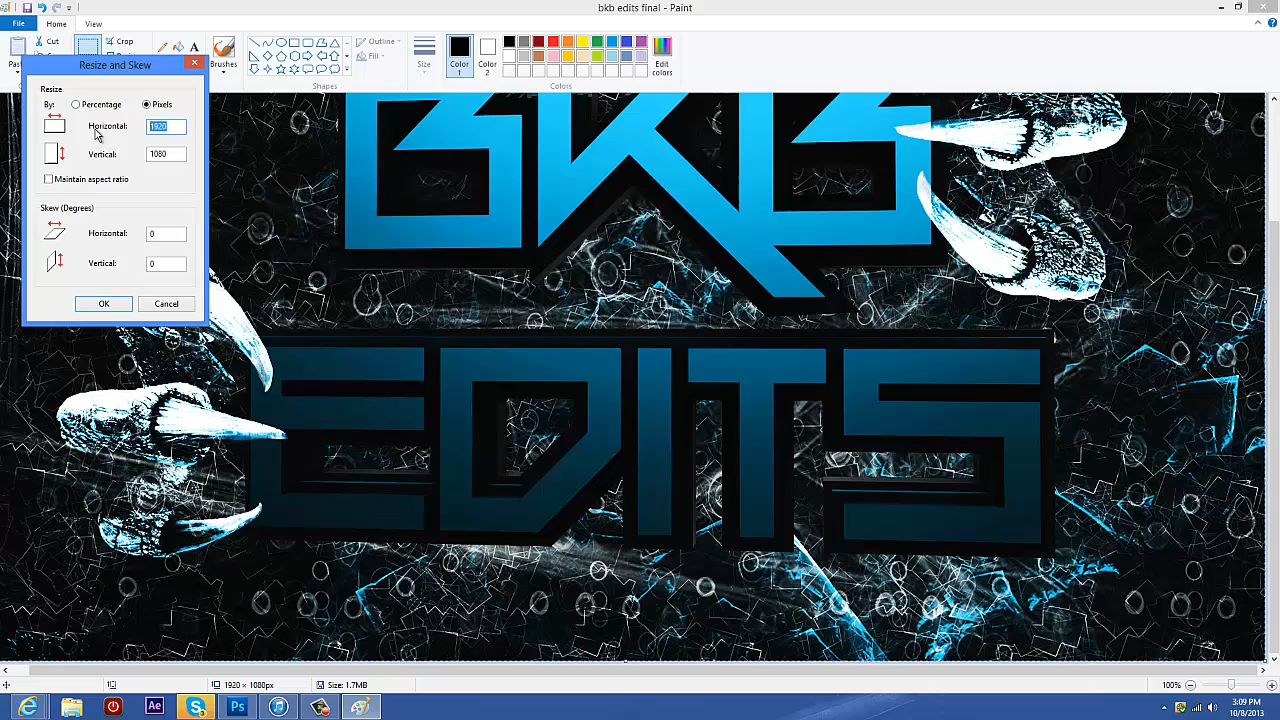 bkb edits final - Paint
File Home View
Cut Crop
Brushes Shapes Outline Fill Size Color 1 Color 2 Edit colors Colors
Resize and Skew
Resize
By: Percentage Pixels
Horizontal: 1920
Vertical: 1080
Maintain aspect ratio
Skew (Degrees)
Horizontal: 0
Vertical: 0
OK Cancel
BKB
EDITS
1920 × 1080px Size: 1.7MB 100%
Ae S Ps
3:09 PM
10/8/2013